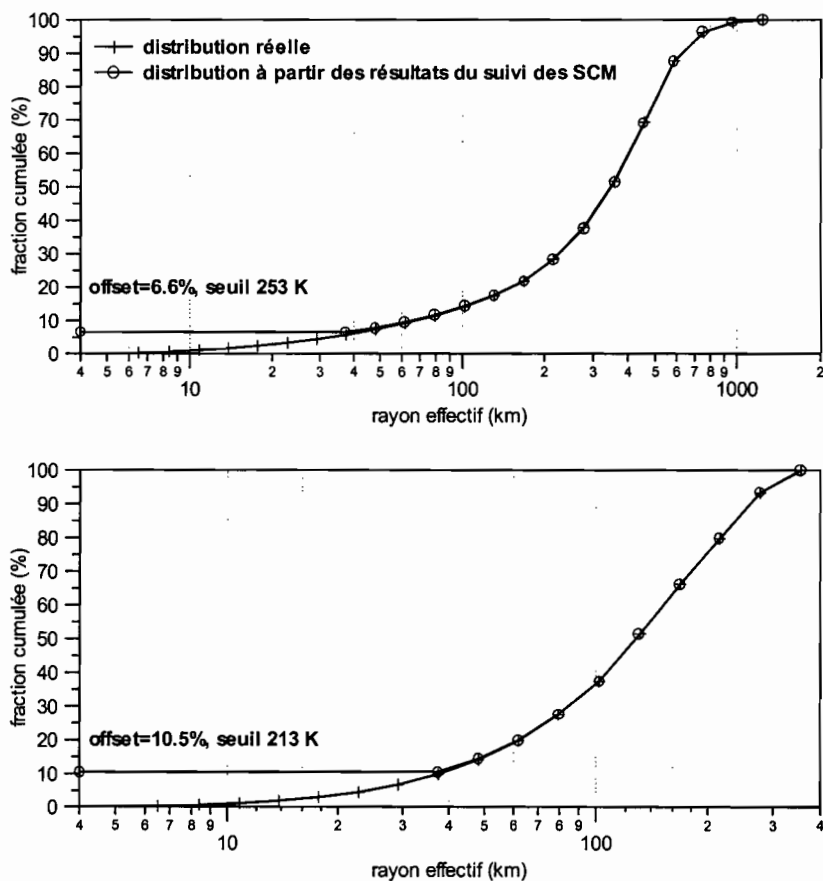 100
90
80
70
60
50
40
30
20
10
0
fraction cumulée (%)
distribution réelle
distribution à partir des résultats du suivi des SCM
offset=6.6%, seuil 253 K
4 5 6 7 8 9 10 2 3 4 5 6 7 8 9 100 2 3 4 5 6 7 8 9 1000 2
rayon effectif (km)
100
90
80
70
60
50
40
30
20
10
0
fraction cumulée (%)
offset=10.5%, seuil 213 K
4 5 6 7 8 9 10 2 3 4 5 6 7 8 9 100 2 3 4
rayon effectif (km)